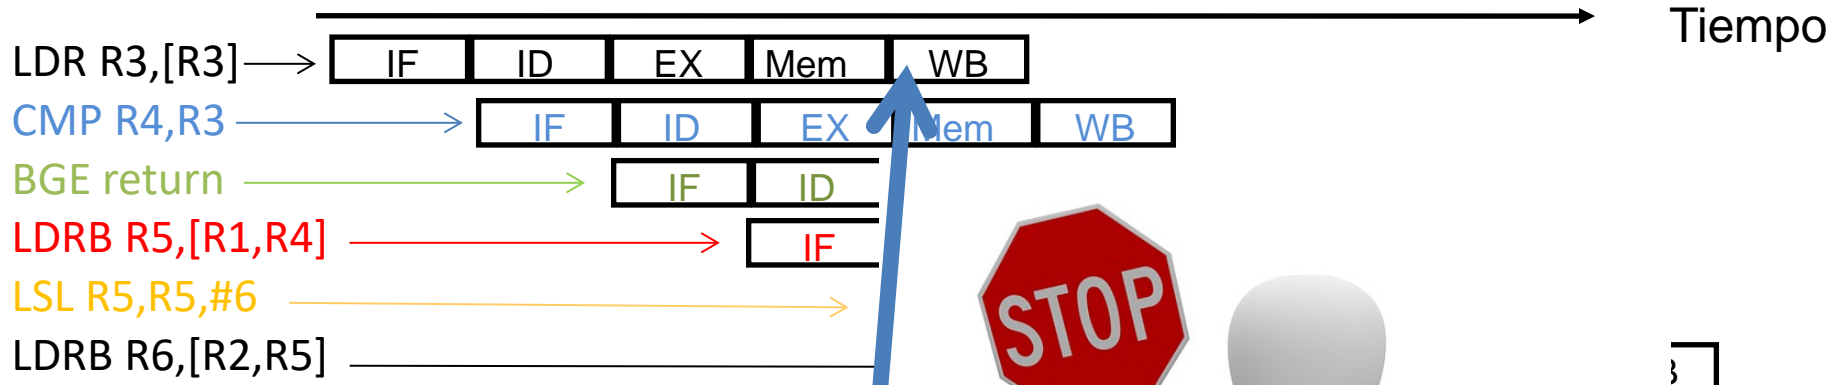 Tiempo
LDR R3,[R3] IF ID EX Mem WB
CMP R4,R3 IF ID EX Mem WB
BGE return IF ID
LDRB R5,[R1,R4] IF
LSL R5,R5,#6
STOP
LDRB R6,[R2,R5]